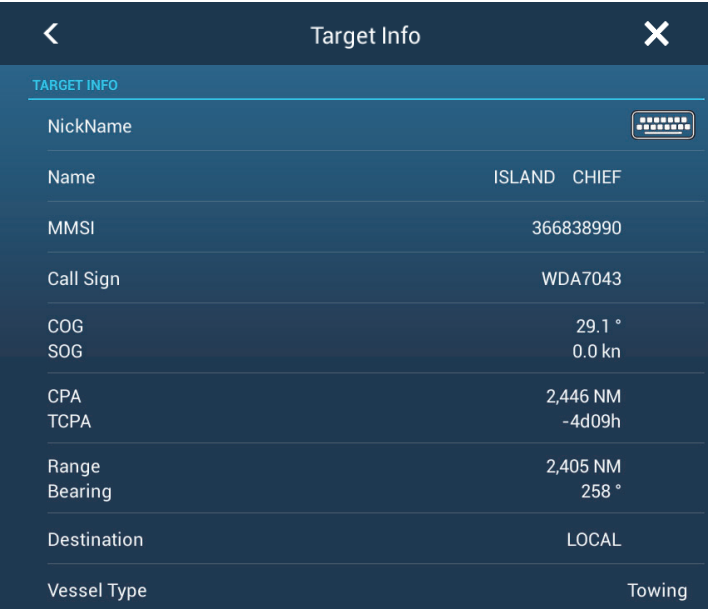 Target Info
TARGET INFO
NickName
Name ISLAND CHIEF
MMSI 366838990
Call Sign WDA7043
COG 29.1 °
SOG 0.0 kn
CPA 2,446 NM
TCPA -4d09h
Range 2,405 NM
Bearing 258 °
Destination LOCAL
Vessel Type Towing